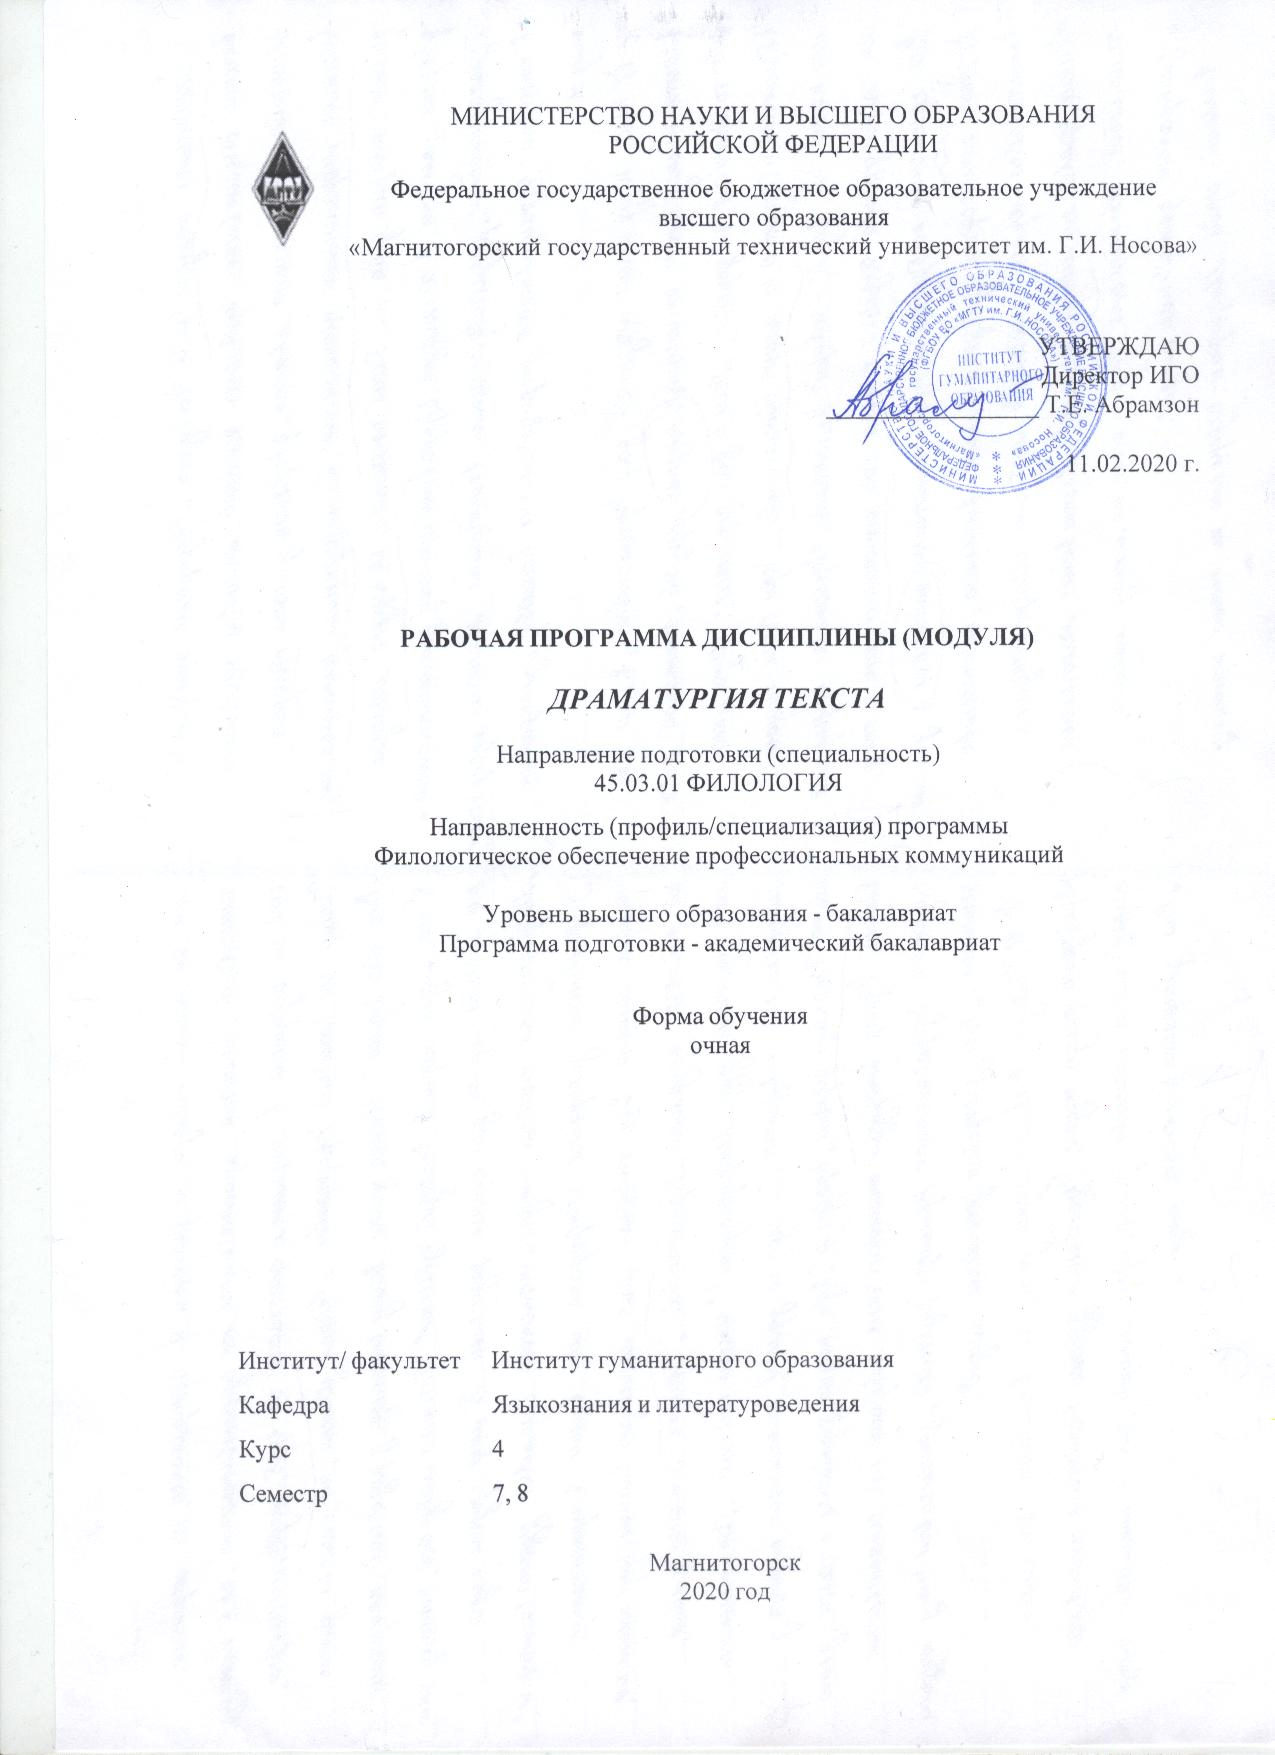 МИНИСТЕРСТВО НАУКИ И ВЫСШЕГО ОБРАЗОВАНИЯ
РОССИЙСКОЙ ФЕДЕРАЦИИ
Федеральное государственное бюджетное образовательное учреждение
высшего образования
«Магнитогорский государственный технический университет им. Г.И. Носова»
ИНСТИТУТ
ГУМАНИТАРНОГО
ОБРАЗОВАНИЯ
УТВЕРЖДАЮ
Директор ИГО
Т.Е. Абрамзон
11.02.2020 г.
РАБОЧАЯ ПРОГРАММА ДИСЦИПЛИНЫ (МОДУЛЯ)
ДРАМАТУРГИЯ ТЕКСТА
Направление подготовки (специальность)
45.03.01 ФИЛОЛОГИЯ
Направленность (профиль/специализация) программы
Филологическое обеспечение профессиональных коммуникаций
Уровень высшего образования - бакалавриат
Программа подготовки - академический бакалавриат
Форма обучения
очная
Институт/ факультет Институт гуманитарного образования
Кафедра Языкознания и литературоведения
Курс 4
Семестр 7, 8
Магнитогорск
2020 год